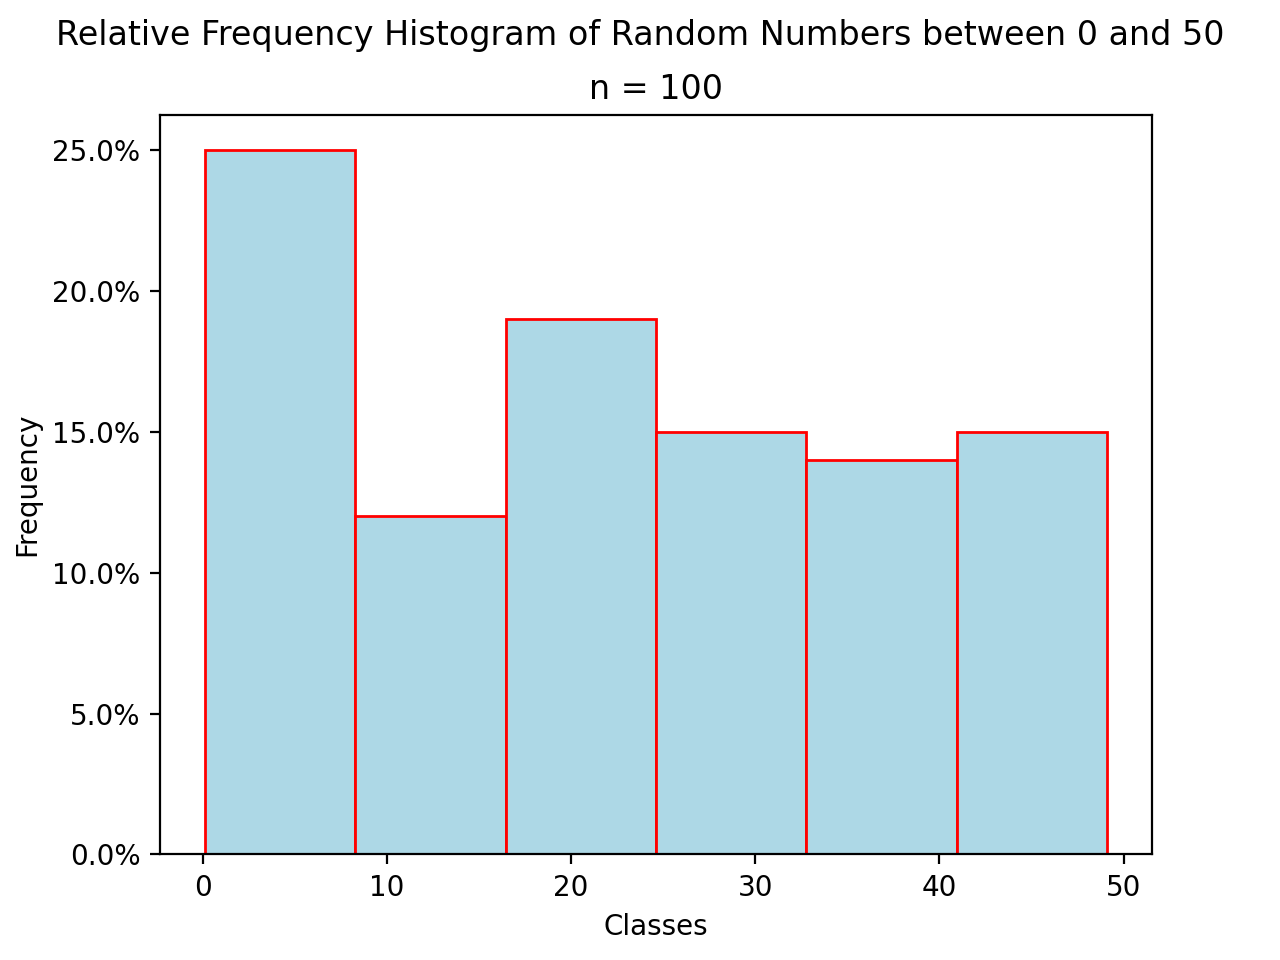 Relative Frequency Histogram of Random Numbers between 0 and 50
n = 100
25.0%
20.0%
15.0%
10.0%
5.0%
0.0%
Frequency
0 10 20 30 40 50
Classes